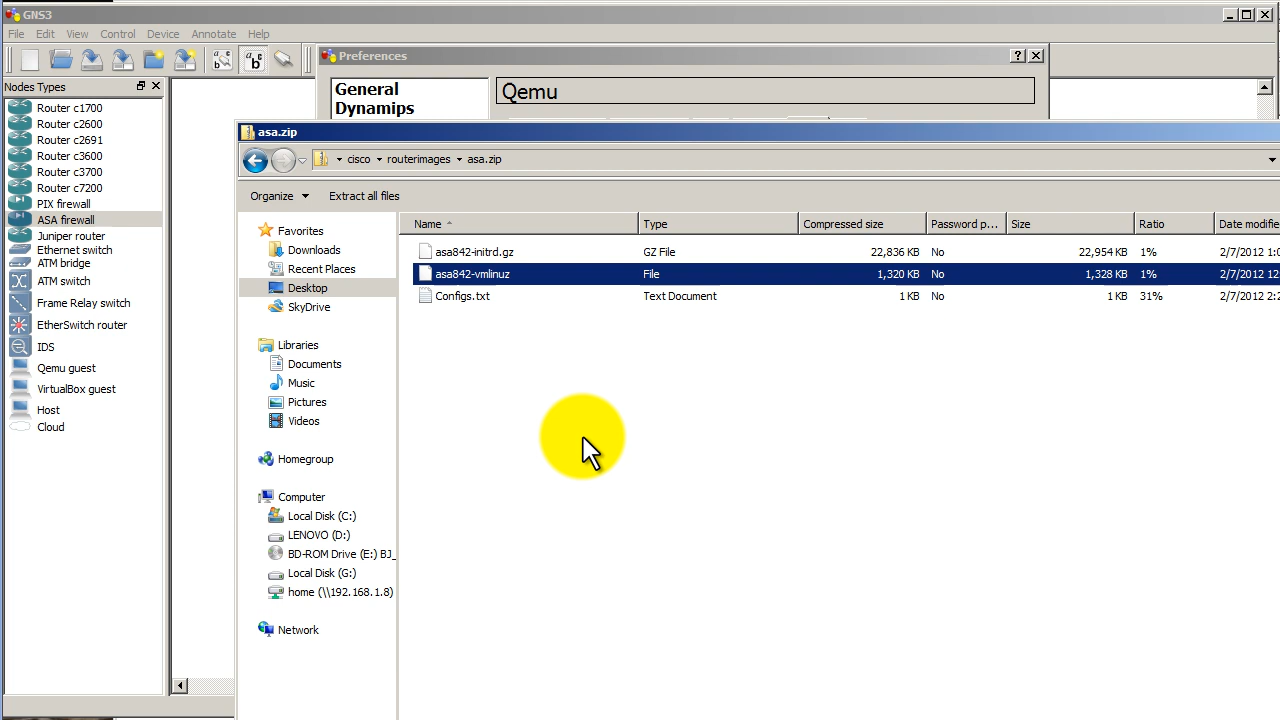 GNS3
File Edit View Control Device Annotate Help
Nodes Types
Router c1700
Router c2600
Router c2691
Router c3600
Router c3700
Router c7200
PIX firewall
ASA firewall
Juniper router
Ethernet switch
ATM bridge
ATM switch
Frame Relay switch
EtherSwitch router
IDS
Qemu guest
VirtualBox guest
Host
Cloud
Preferences
General
Dynamips
Qemu
asa.zip
cisco routerimages asa.zip
Organize Extract all files
Favorites
Downloads
Recent Places
Desktop
SkyDrive
Libraries
Documents
Music
Pictures
Videos
Homegroup
Computer
Local Disk (C:)
LENOVO (D:)
BD-ROM Drive (E:) BJ_
Local Disk (G:)
home (\\192.168.1.8)
Network
Name Type Compressed size Password p... Size Ratio Date modifie
asa842-initrd.gz GZ File 22,836 KB No 22,954 KB 1% 2/7/2012 1:0
asa842-vmlinuz File 1,320 KB No 1,328 KB 1% 2/7/2012 12:
Configs.txt Text Document 1 KB No 1 KB 31% 2/7/2012 2:2